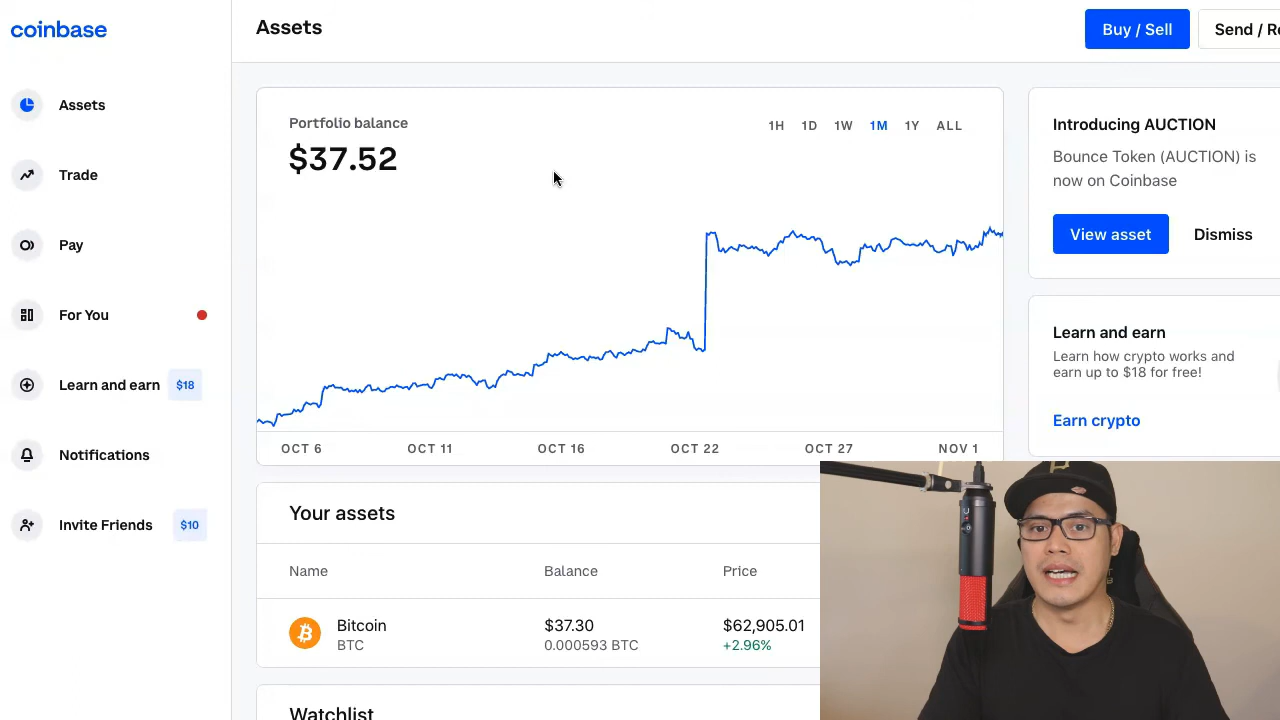 coinbase
Assets
Trade
Pay
For You
Learn and earn $18
Notifications
Invite Friends $10
Assets
Buy / Sell
Send / Re
Portfolio balance
$37.52
1H 1D 1W 1M 1Y ALL
OCT 6 OCT 11 OCT 16 OCT 22 OCT 27 NOV 1
Introducing AUCTION
Bounce Token (AUCTION) is
now on Coinbase
View asset Dismiss
Learn and earn
Learn how crypto works and
earn up to $18 for free!
Earn crypto
Your assets
Name Balance Price
Bitcoin $37.30 $62,905.01
BTC 0.000593 BTC +2.96%
Watchlist